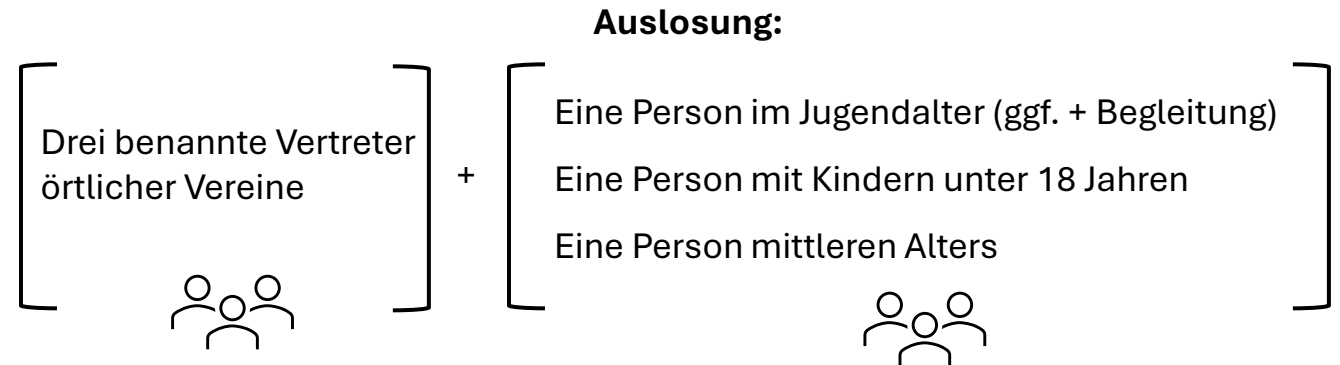 Auslosung:
Drei benannte Vertreter
örtlicher Vereine
+
Eine Person im Jugendalter (ggf. + Begleitung)
Eine Person mit Kindern unter 18 Jahren
Eine Person mittleren Alters